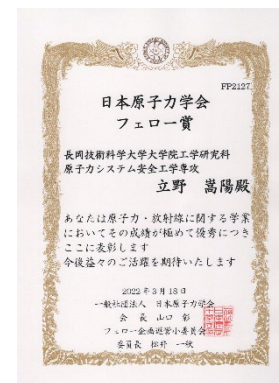 FP2127
日本原子力学会
フェロー賞
長岡技術科学大学大学院工学研究科
原子力システム安全工学専攻
立野 嵩陽殿
あなたは原子力・放射線に関する学業
においてその成績が極めて優秀につき
ここに表彰します
今後益々のご活躍を期待いたします
2022年3月18日
一般社団法人 日本原子力学会
会長 山口 彰
フェロー企画運営小委員会
委員長 松井 一秋